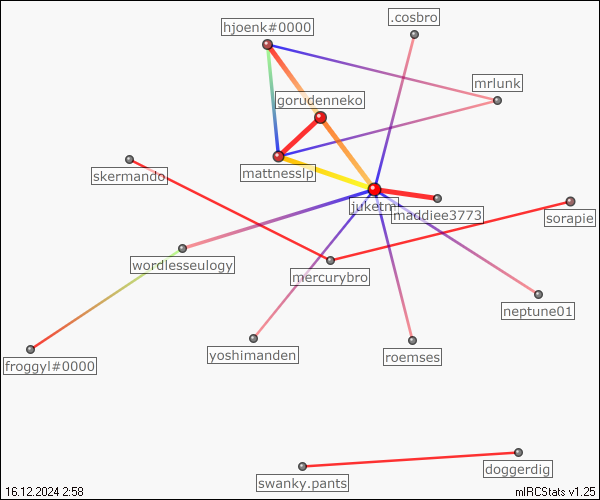 .cosbro
hjoenk#0000
mrlunk
gorudenneko
skermando
mattnesslp
juketm
maddiee3773
sorapie
wordlesseulogy
mercurybro
neptune01
froggyl#0000
yoshimanden
roemses
doggerdig
swanky.pants
16.12.2024 2:58
mIRCStats v1.25